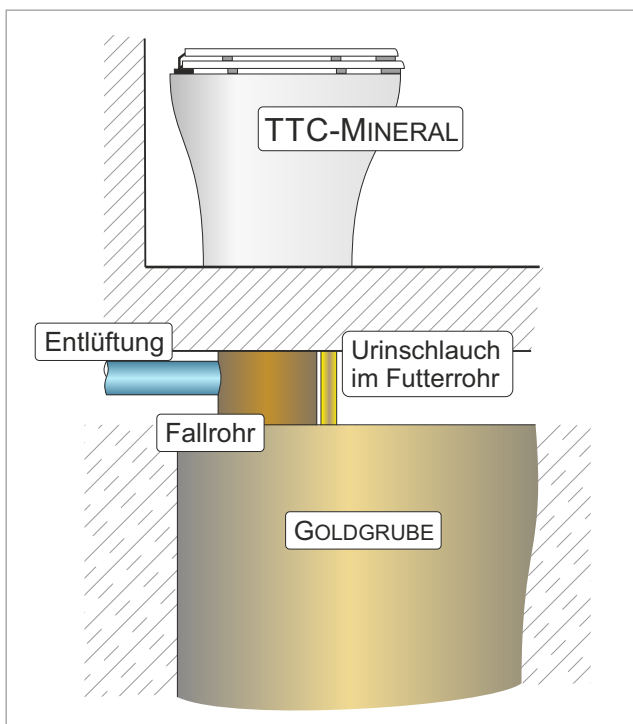 TTC-MINERAL
Entlüftung
Urinschlauch
im Futterrohr
Fallrohr
GOLDGRUBE